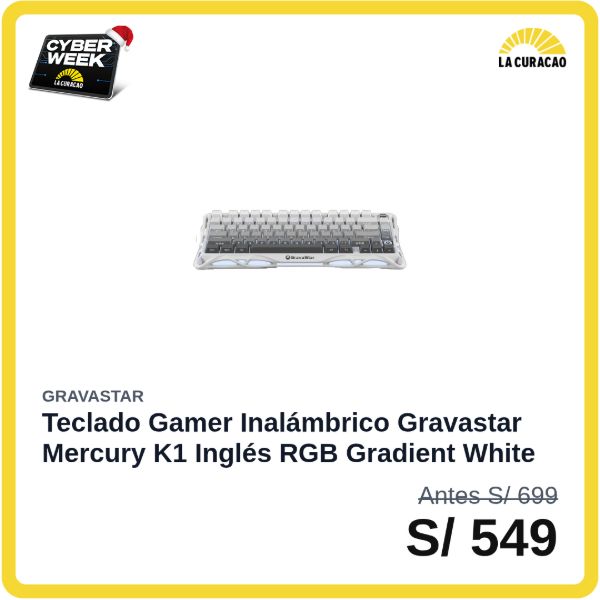 CYBER
WEEK
LA CURACAO
LA CURACAO
GravaStar
GRAVASTAR
Teclado Gamer Inalámbrico Gravastar
Mercury K1 Inglés RGB Gradient White
Antes S/ 699
S/ 549